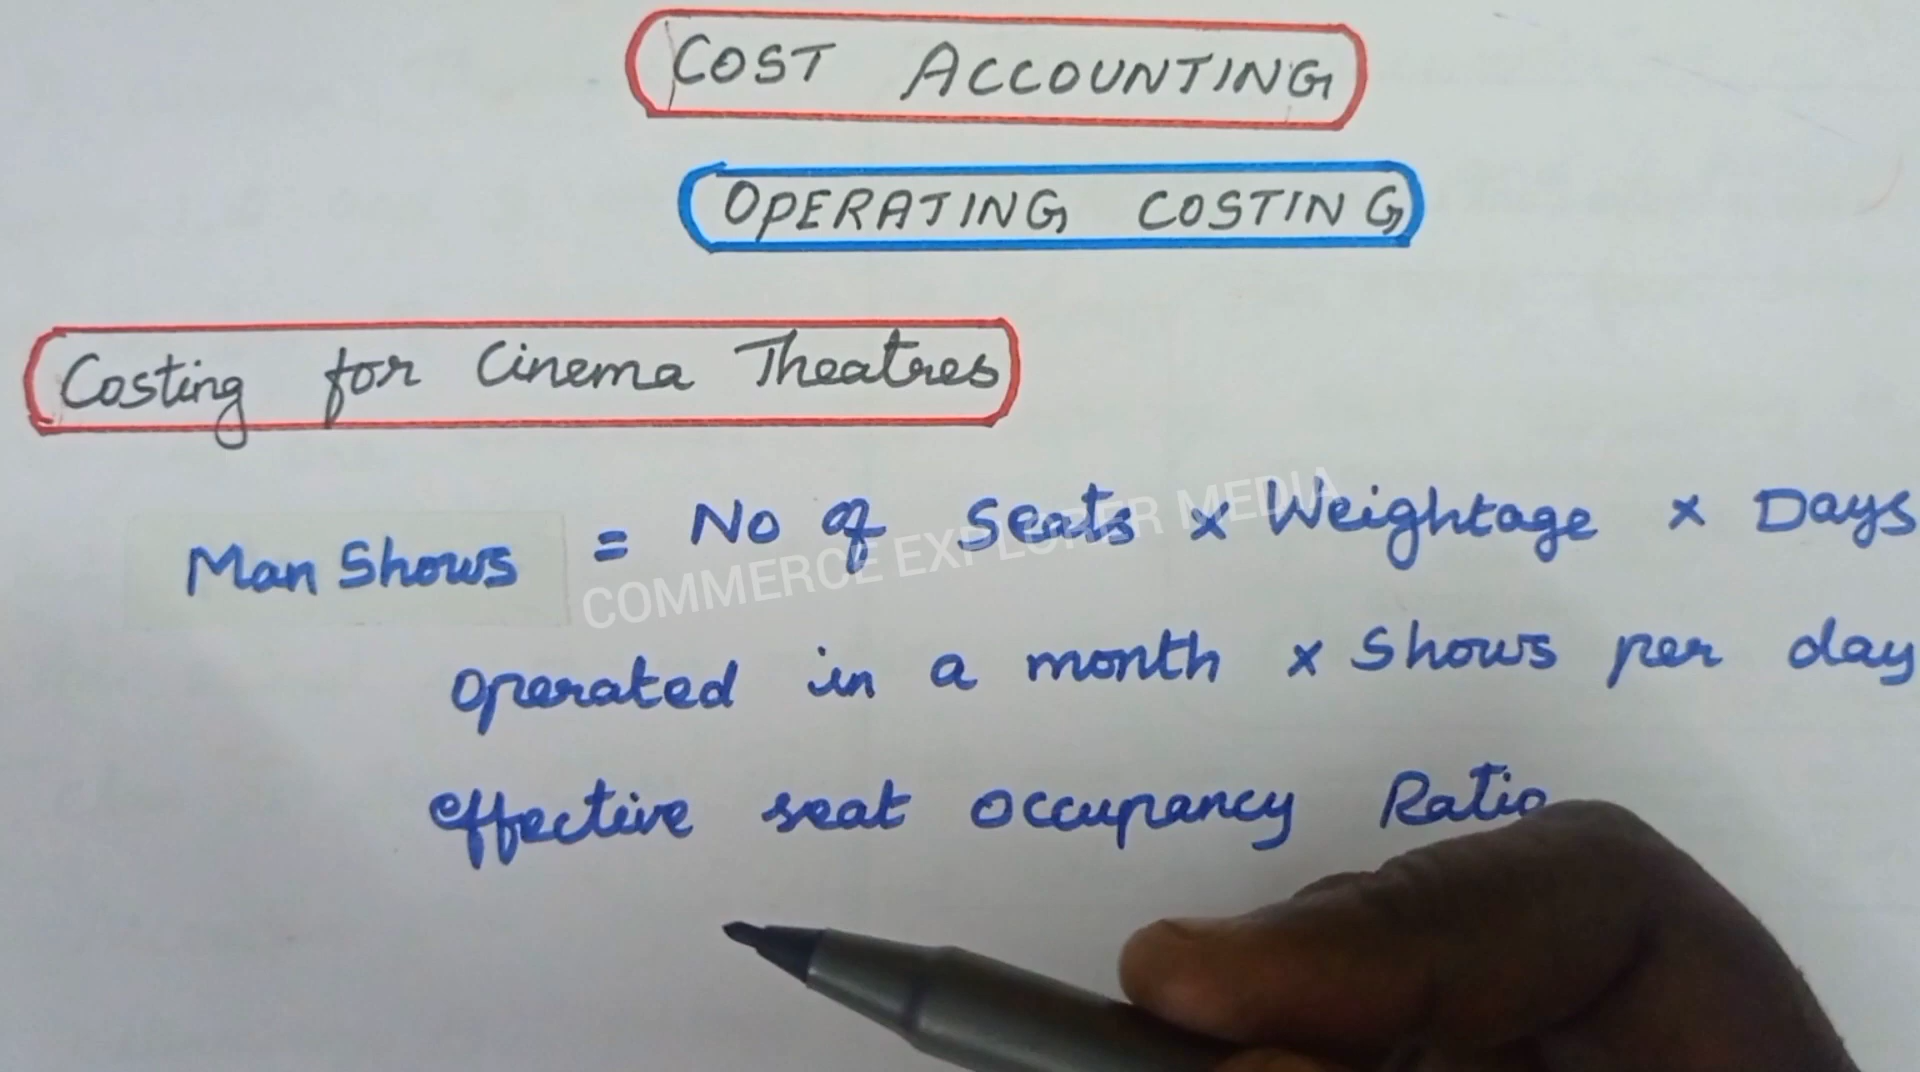 COST ACCOUNTING
OPERATING COSTING
Costing for Cinema Theatres
Man Shows = No of Seats x Weightage x Days
operated in a month x Shows per day
effective seat occupancy Ratio
COMMERCE EXPLORER MEDIA